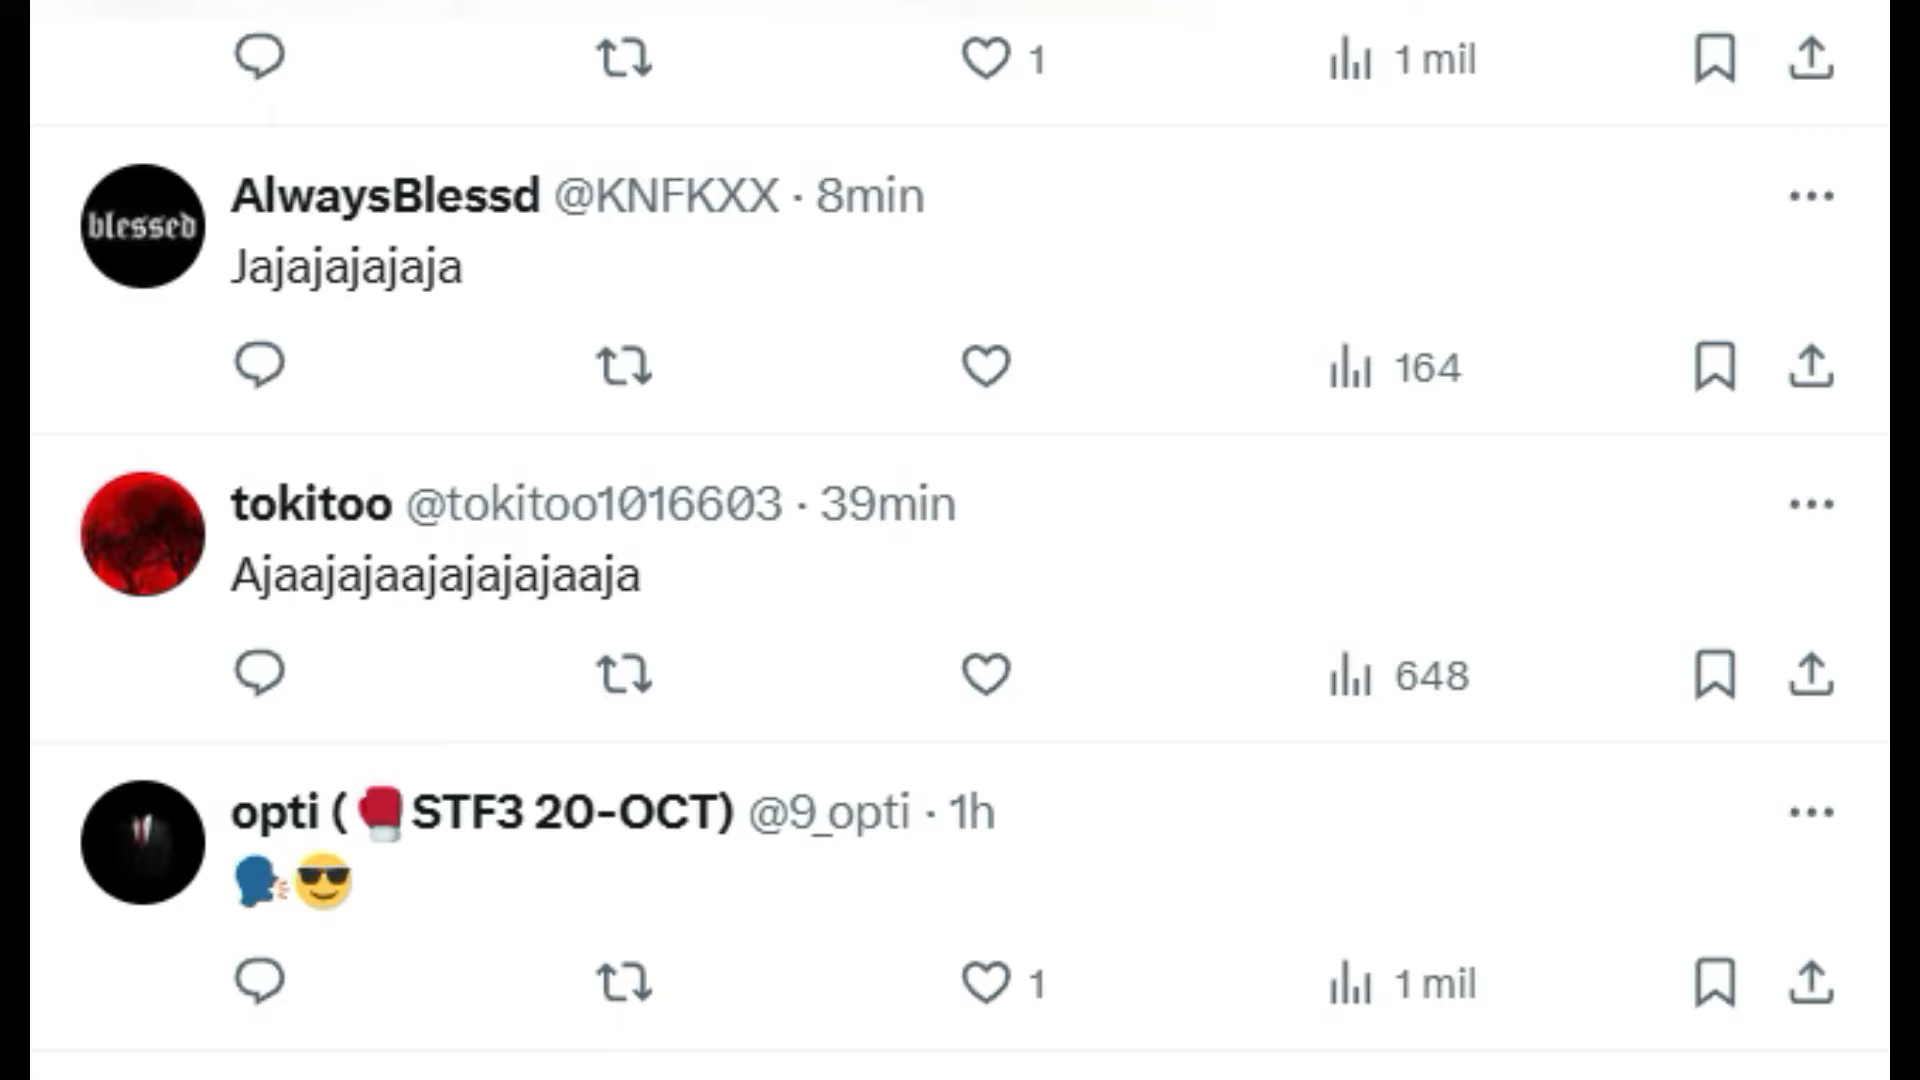 1 1 mil
AlwaysBlessd @KNFKXX · 8min
blessed
Jajajajajaja
164
tokitoo @tokitoo1016603 · 39min
Ajaajajaajajajajaaja
648
opti (🥊STF3 20-OCT) @9_opti · 1h
🗣️😎
1 1 mil